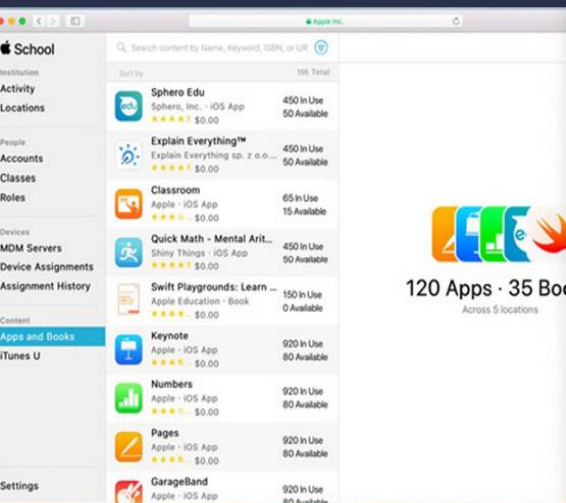 Apple Inc.
School
Institution
Activity
Locations
People
Accounts
Classes
Roles
Devices
MDM Servers
Device Assignments
Assignment History
Content
Apps and Books
iTunes U
Settings
Search content by Name, Keyword, ISBN, or UR
Sort by
155 Total
Sphero Edu
Sphero, Inc. · iOS App
$0.00
450 In Use
50 Available
Explain Everything™
Explain Everything sp. z o.o....
$0.00
450 In Use
50 Available
Classroom
Apple · iOS App
$0.00
65 In Use
15 Available
Quick Math - Mental Arit...
Shiny Things · iOS App
$0.00
450 In Use
50 Available
Swift Playgrounds: Learn ...
Apple Education · Book
$0.00
150 In Use
0 Available
Keynote
Apple · iOS App
$0.00
920 In Use
80 Available
Numbers
Apple · iOS App
$0.00
920 In Use
80 Available
Pages
Apple · iOS App
$0.00
920 In Use
80 Available
GarageBand
Apple · iOS App
920 In Use
80 Available
120 Apps · 35 Boo
Across 5 locations